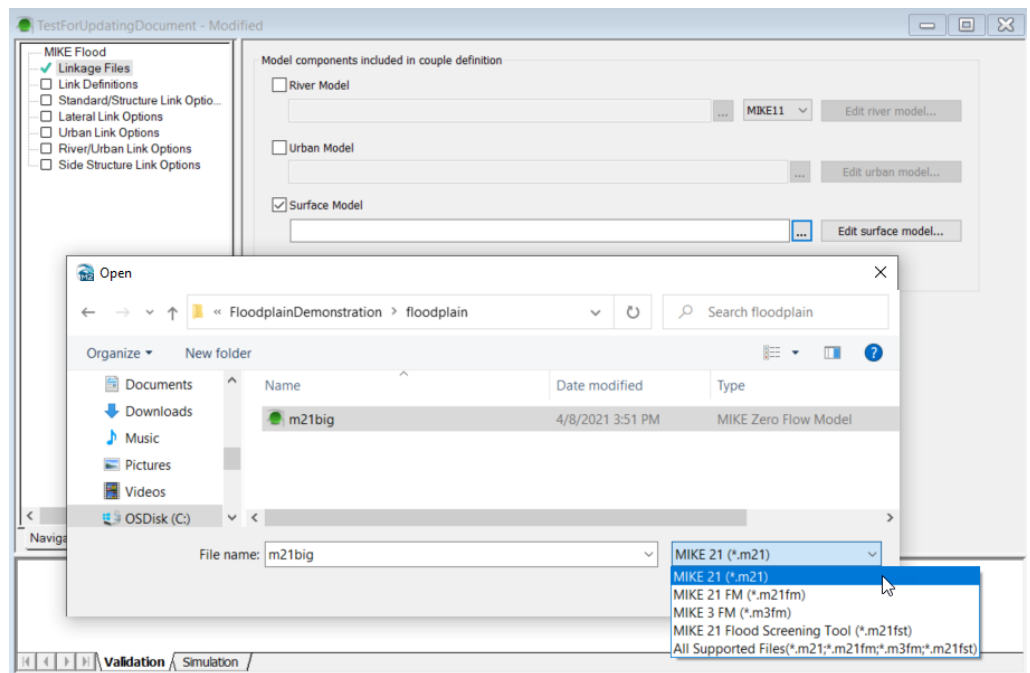 TestForUpdatingDocument - Modified
MIKE Flood
Linkage Files
Link Definitions
Standard/Structure Link Optio...
Lateral Link Options
Urban Link Options
River/Urban Link Options
Side Structure Link Options
Model components included in couple definition
River Model
... MIKE11 Edit river model...
Urban Model
... Edit urban model...
Surface Model
... Edit surface model...
Open
« FloodplainDemonstration > floodplain
Search floodplain
Organize New folder
Documents
Downloads
Music
Pictures
Videos
OSDisk (C:)
Name Date modified Type
m21big 4/8/2021 3:51 PM MIKE Zero Flow Model
Naviga
File name: m21big MIKE 21 (*.m21)
MIKE 21 (*.m21)
MIKE 21 FM (*.m21fm)
MIKE 3 FM (*.m3fm)
MIKE 21 Flood Screening Tool (*.m21fst)
All Supported Files(*.m21;*.m21fm;*.m3fm;*.m21fst)
Validation Simulation